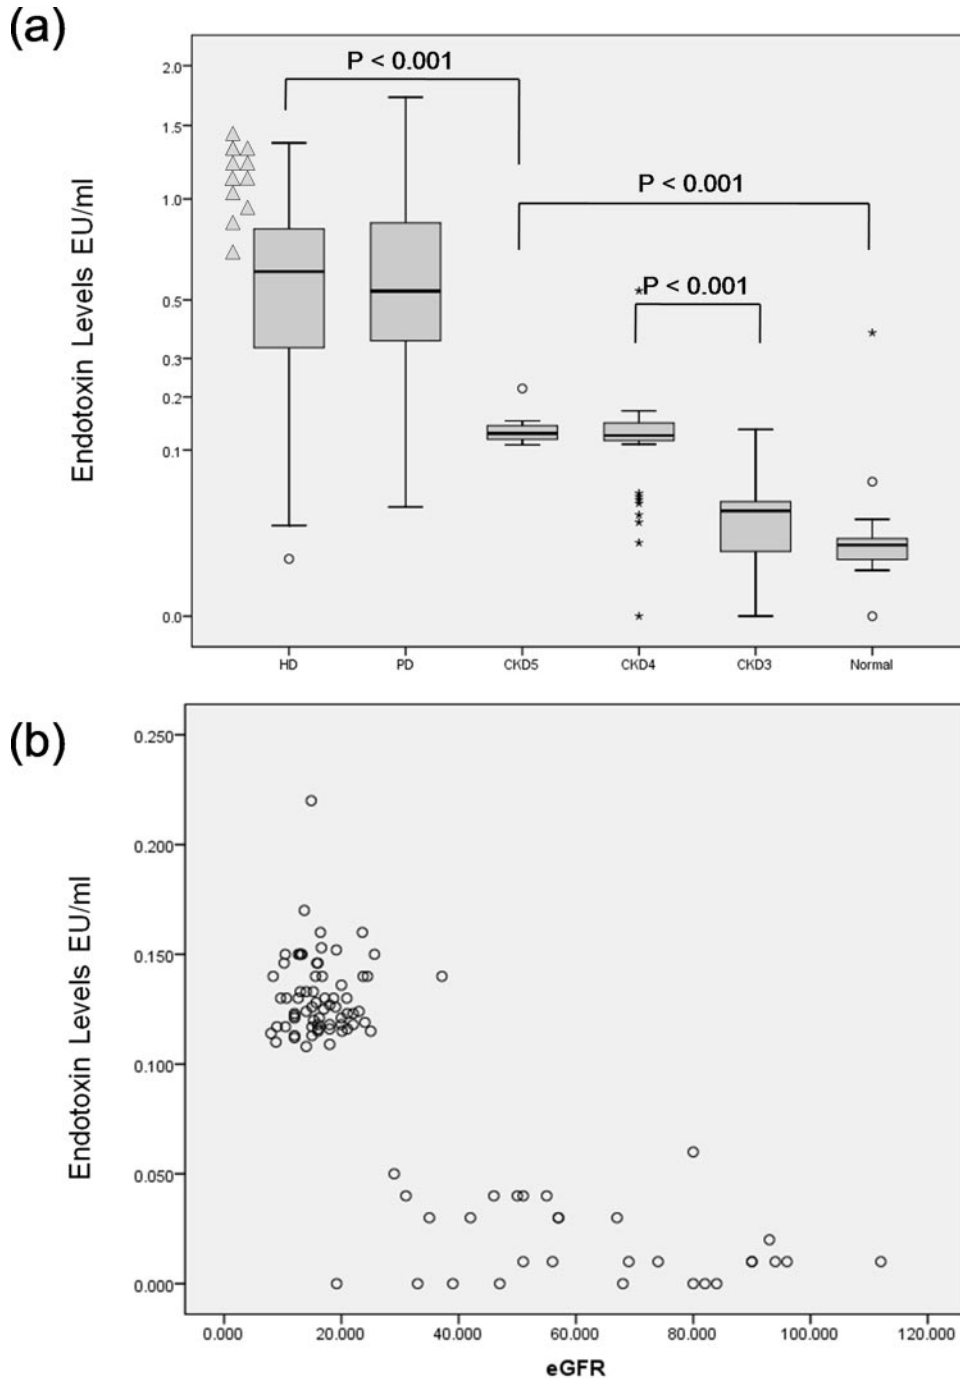 (a)
P < 0.001
P < 0.001
P < 0.001
Endotoxin Levels EU/ml
2.0
1.5
1.0
0.5
0.3
0.2
0.1
0.0
HD PD CKD5 CKD4 CKD3 Normal
(b)
Endotoxin Levels EU/ml
0.250
0.200
0.150
0.100
0.050
0.000
0.000 20.000 40.000 60.000 80.000 100.000 120.000
eGFR